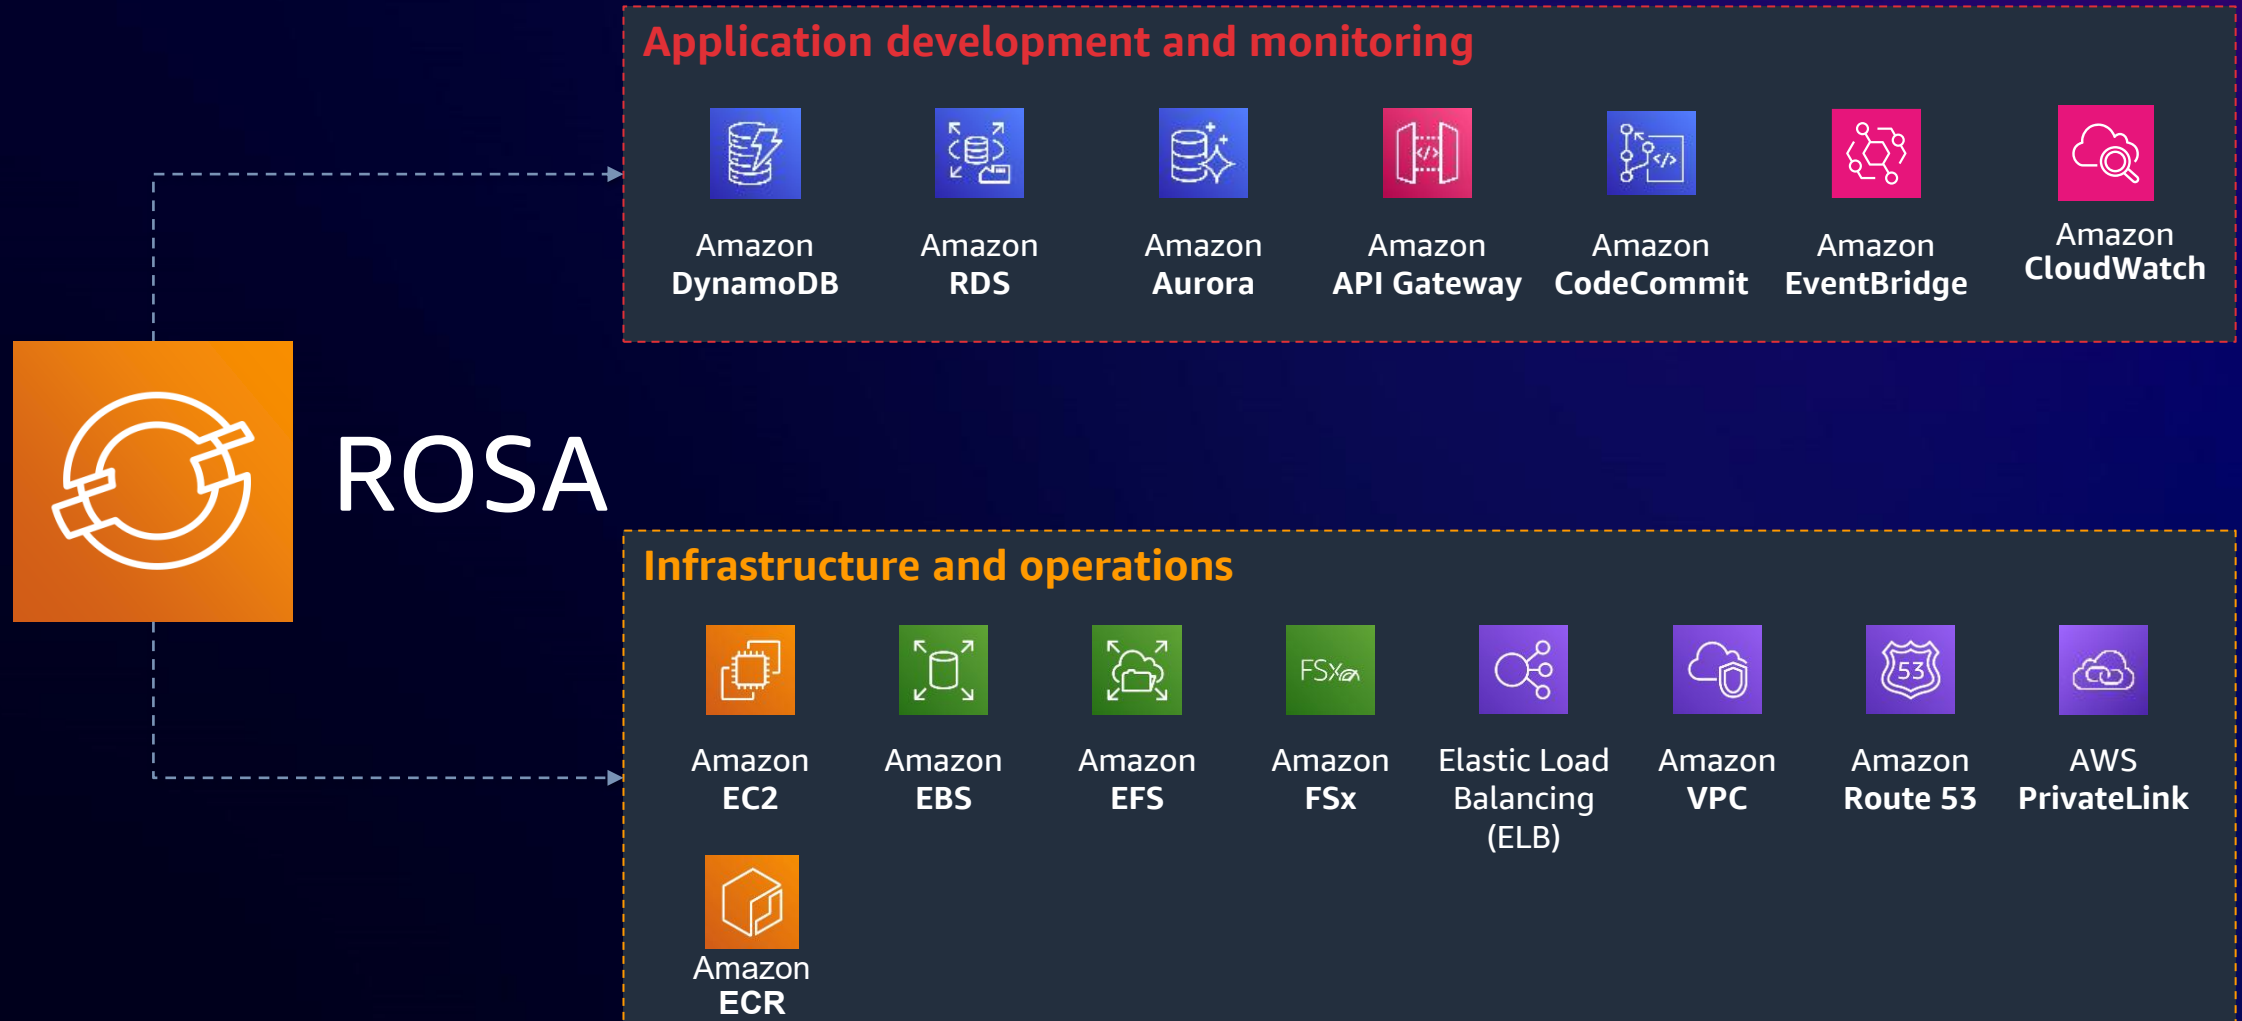 Application development and monitoring
Amazon
DynamoDB
Amazon
RDS
Amazon
Aurora
Amazon
API Gateway
Amazon
CodeCommit
Amazon
EventBridge
Amazon
CloudWatch
ROSA
Infrastructure and operations
FSx
53
Amazon
EC2
Amazon
EBS
Amazon
EFS
Amazon
FSx
Elastic Load
Balancing
(ELB)
Amazon
VPC
Amazon
Route 53
AWS
PrivateLink
Amazon
ECR